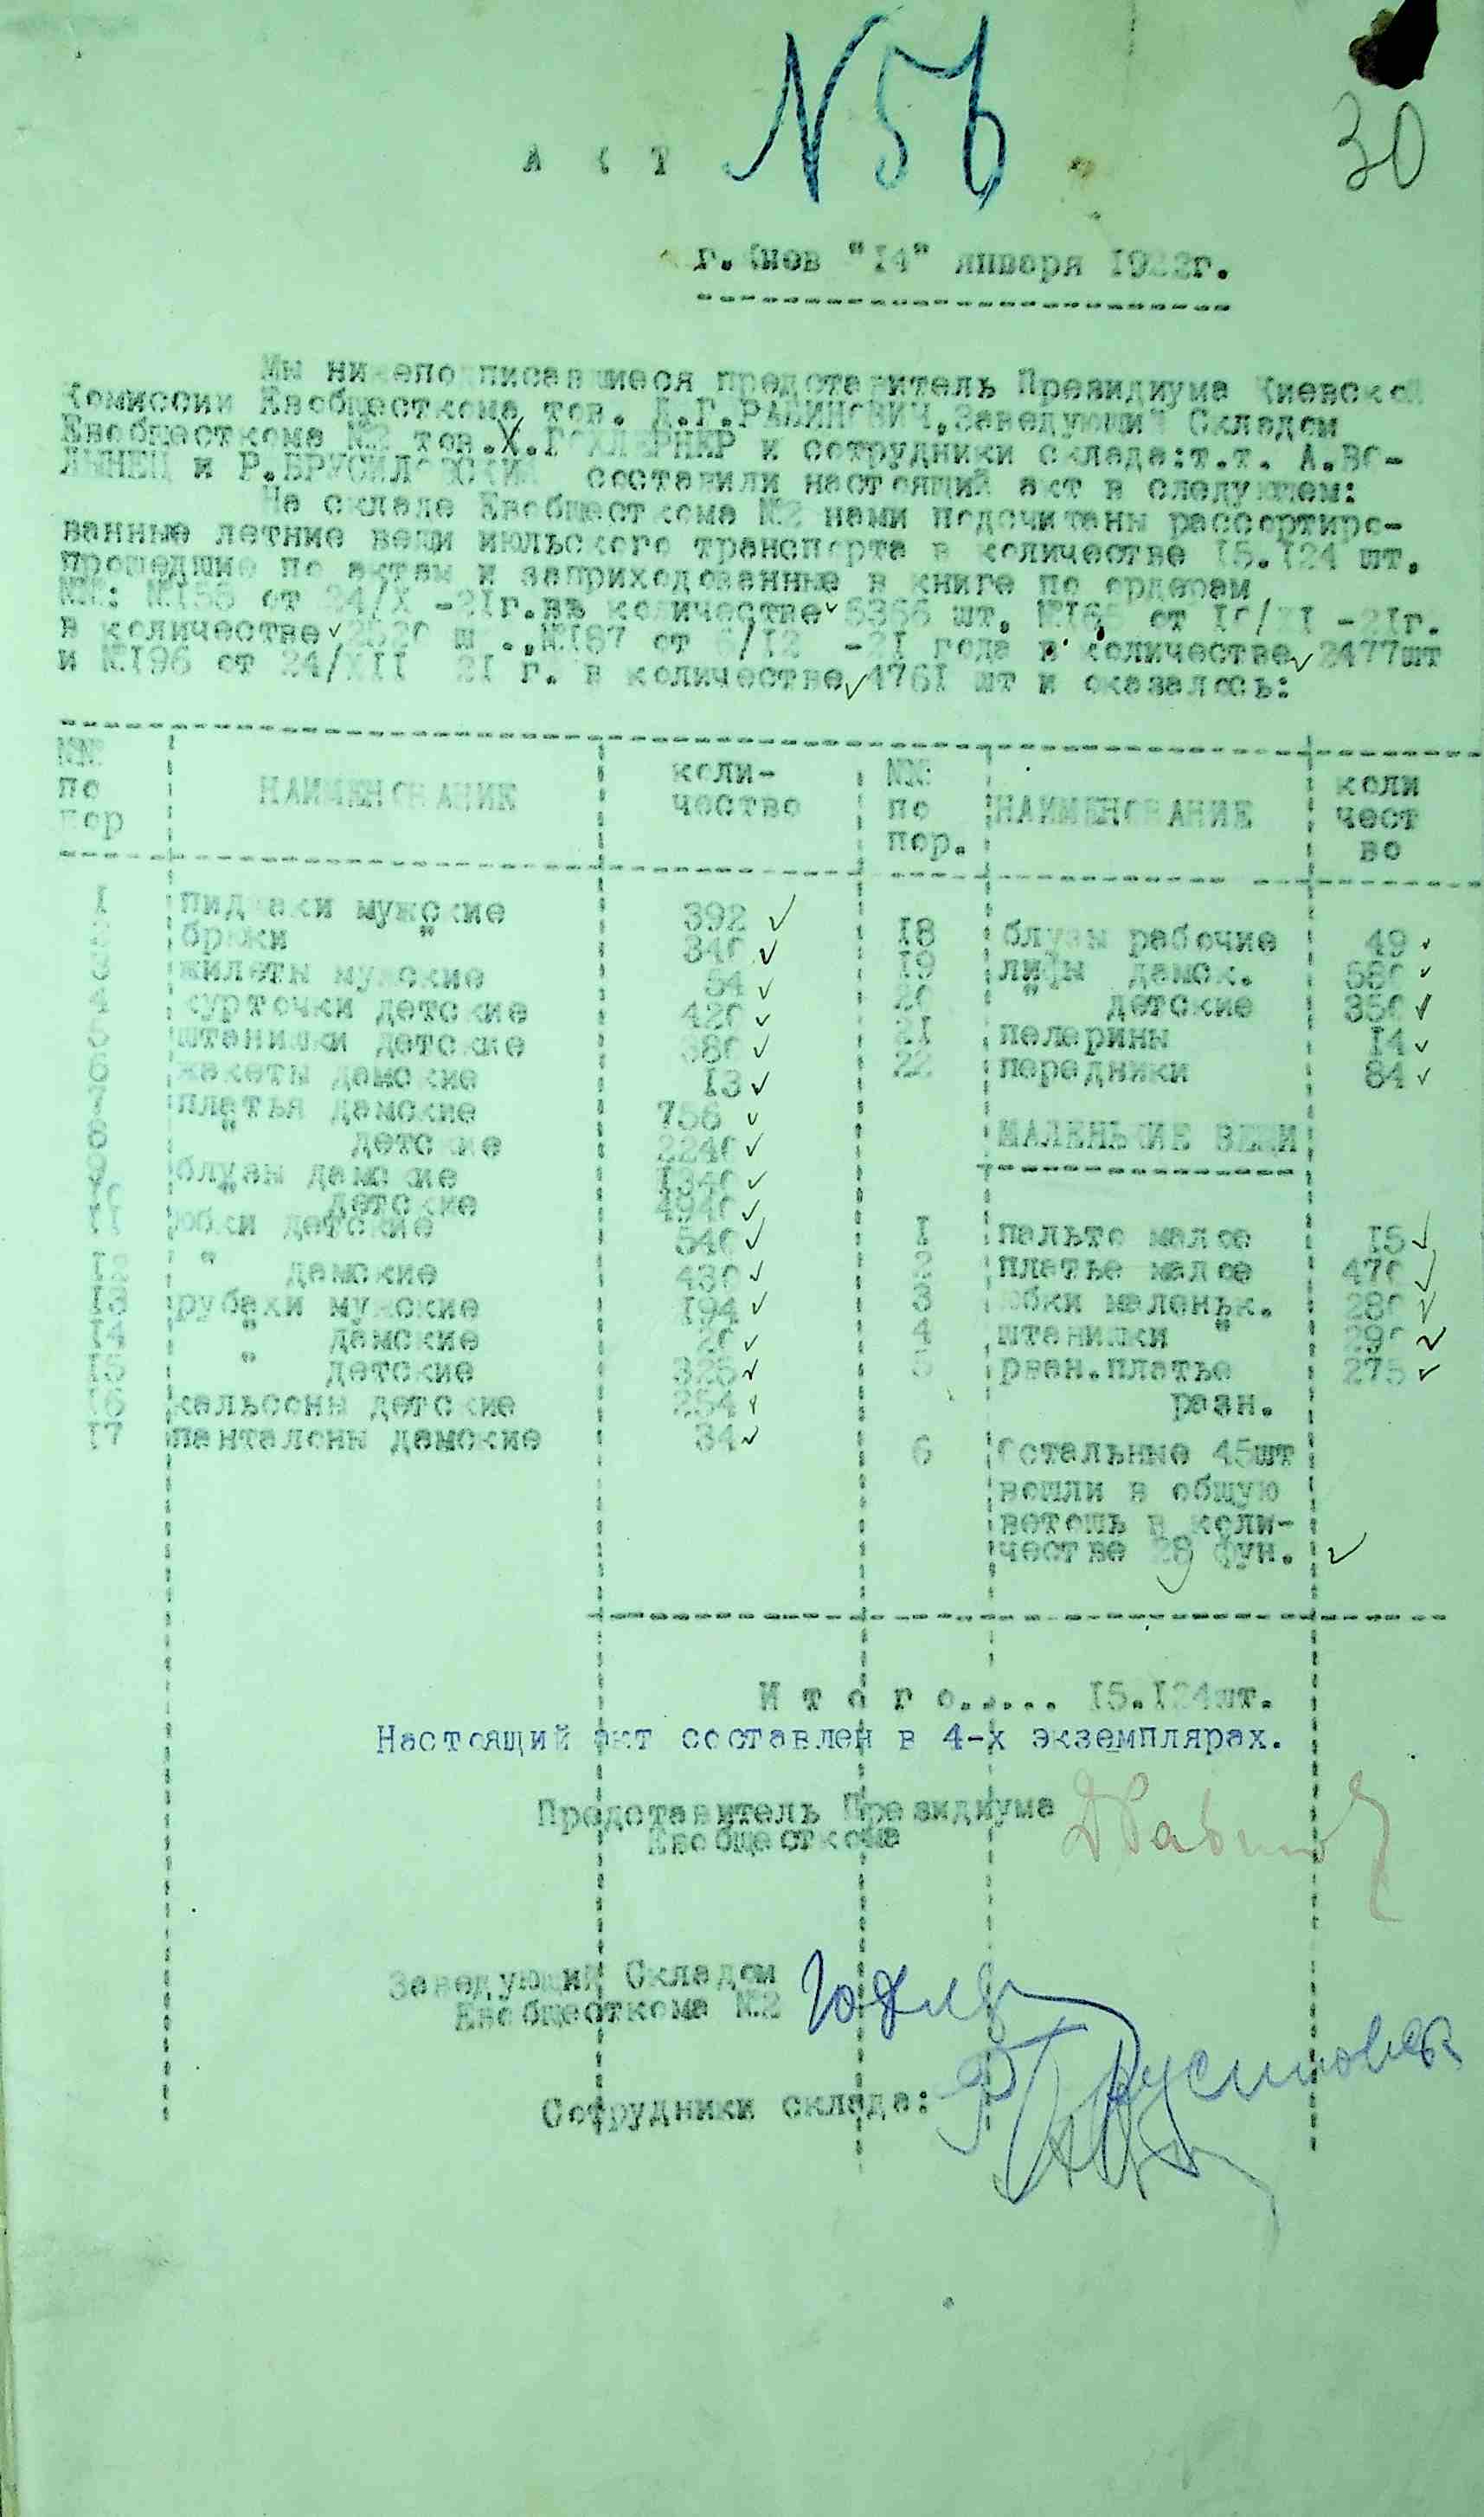 30
А К Т N 56
г. Киев "14" января 1922г.
Мы нижеподписавшиеся представитель Президиума Киевской
Комиссии Евобщесткома тов. Д.Г.РАБИНОВИЧ,Заведующий Складом
Евобщесткома №2 тов.Х. и сотрудники склада:т.т. А.ВО-
ЛЫНЕЦ и Р.БРУСИЛОВСКИЙ составили настоящий акт в следующем:
На складе Евобщесткома №2 нами подсчитаны рассортиро-
ванные летние вещи июльского транспорта в количестве 15.124 шт.
прошедшие по актам и заприходованные в книге по ордерам
№№: №155 от 24/X -21г.въ количестве 5356 шт, от 10/XI -21г.
в количестве шт.,№187 от 6/12 -21 года в количестве 2477шт
и №196 от 24/XII 21 г. в количестве 4761 шт и оказалось:
№№ коли- №№ коли
по НАИМЕНОВАНИЕ чество по НАИМЕНОВАНИЕ чест
пор пор. во
1 пиджаки мужские 392
2 брюки " 340 18 блузы рабочие 49
3 жилеты мужские 54 19 лифы дамск. 580
4 курточки детские 420 20 " детские 350
5 штанишки детские 380 21 пелерины 14
6 жакеты дамские 13 22 передники 84
7 платья дамские 756
8 " детские 2240 МАЛЕНЬКИЕ ВЕЩИ
9 блузы дамские 1340
10 " детские 4940
11 юбки детские 540 1 пальто малое 15
12 " дамские 430 2 платье малое 470
13 рубахи мужские 194 3 юбки маленьк. 280
14 " дамские 20 4 штанишки " 290
15 " детские 325 5 рван.платье 275
16 кальсоны детские 254 разн.
17 панталоны дамские 34 6 Остальные 45шт
вошли в общую
ветошь в коли-
честве 28 фун.
И т о г о..... 15.124шт.
Настоящий акт составлен в 4-х экземплярах.
Представитель Президиума
Евобщесткома
Заведующий Складом
Евобщесткома №2
Сотрудники склада: